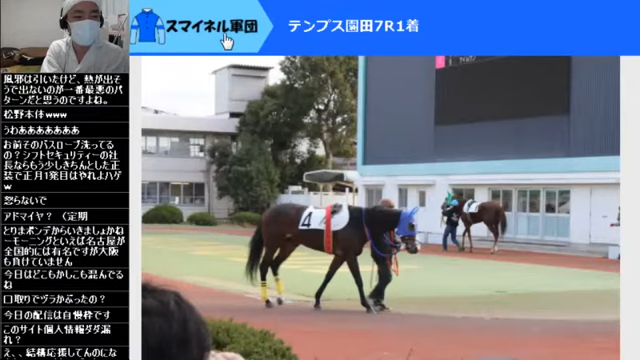 スマイネル軍団
テンプス園田7R1着
風邪は引いたけど、熱が出そ
うで出ないのが一番最悪のパ
ターンだと思うのですよね。
松野本体www
うわあああああああ
お前そのバスローブ洗ってる
の？シフトセキュリティーの社
長ならもう少しきちんとした正
装で正月1発目はやれよハゲ
w
怒らないで
アドマイヤ？　く定期
とりまポンデからいきましょかね
ーモーニングといえば名古屋が
全国的には有名ですが大阪
も負けていません
今日はどこもかしこも混んでるね
口取りでヅラかぶったの？
今日の配信は自慢枠です
このサイト個人情報ダダ漏
れ？
え、、結構応援してんのにな
4